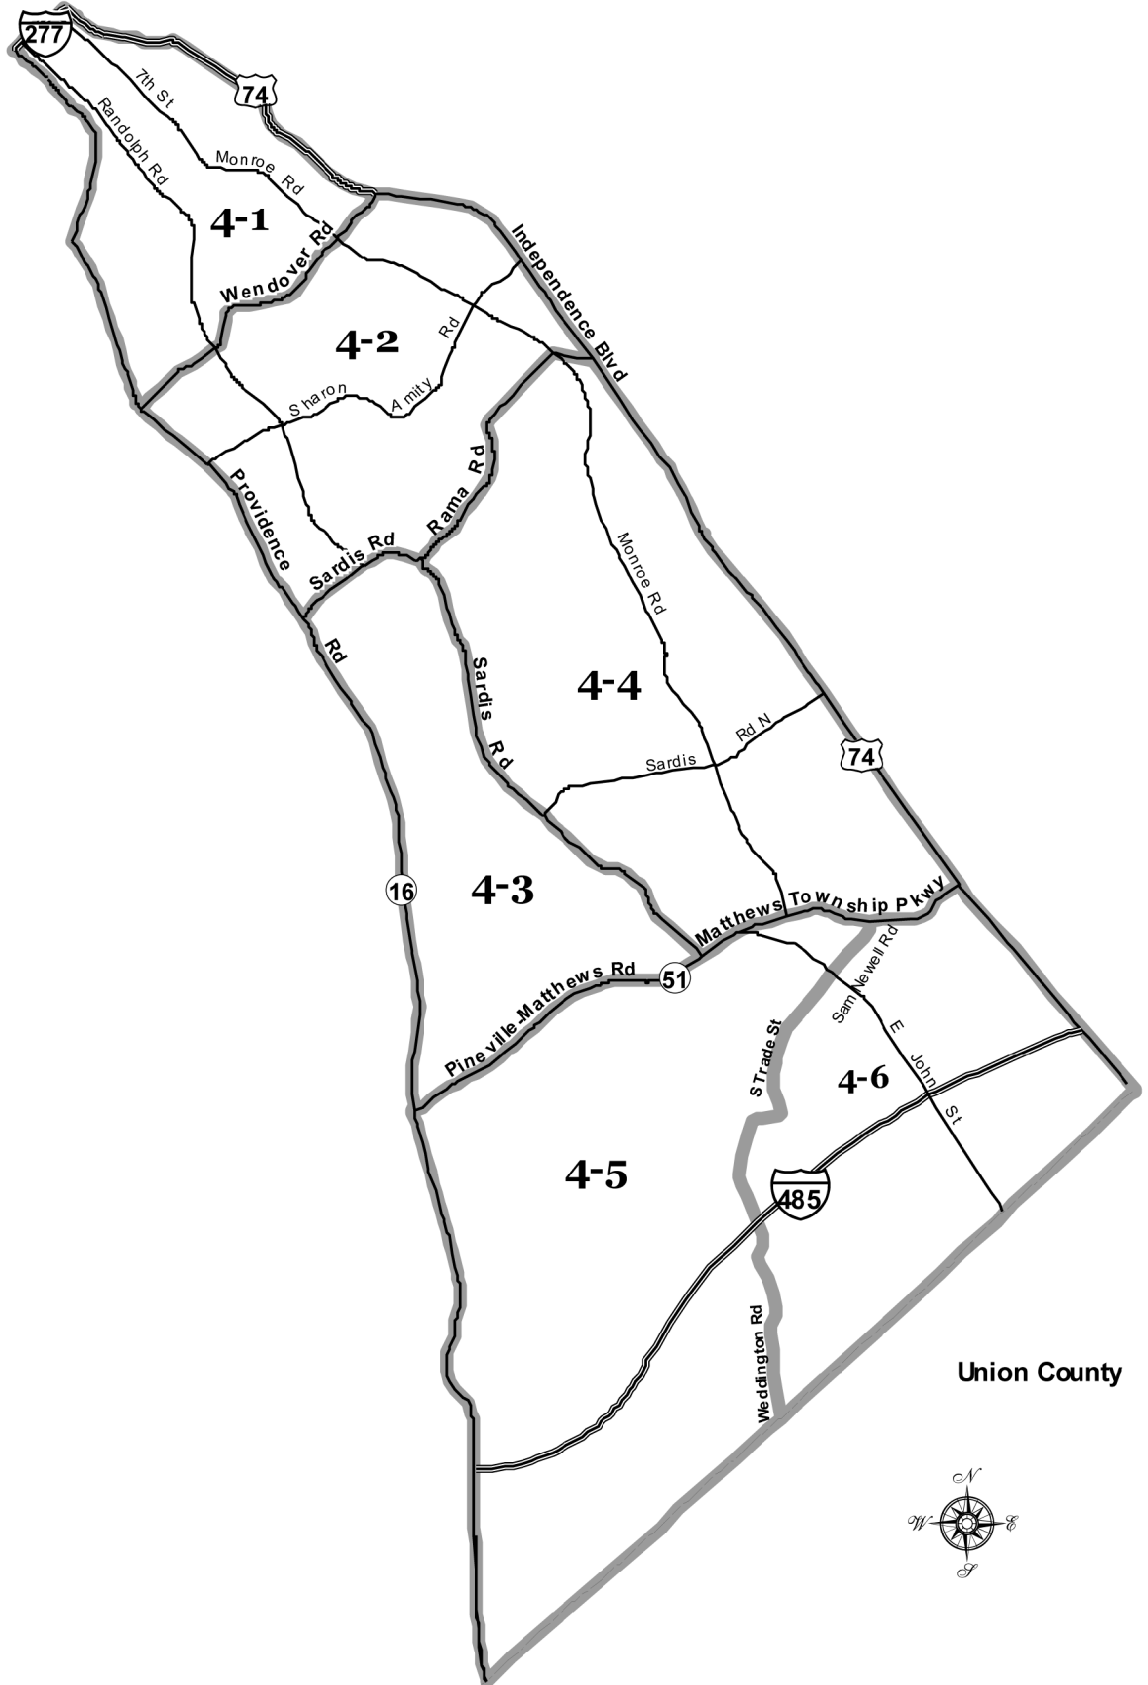 277
74
7th St
Randolph Rd
Monroe Rd
4-1
Wendover Rd
Independence Blvd
4-2
Rd
Sharon
Amity
Rama Rd
Providence
Sardis Rd
Monroe Rd
Rd
Sardis Rd
4-4
Rd N
Sardis
74
4-3
16
Matthews Township Pkwy
Pineville-Matthews Rd
51
Sam Newell Rd
S Trade St
E John St
4-6
4-5
485
Weddington Rd
Union County
N
W E
S